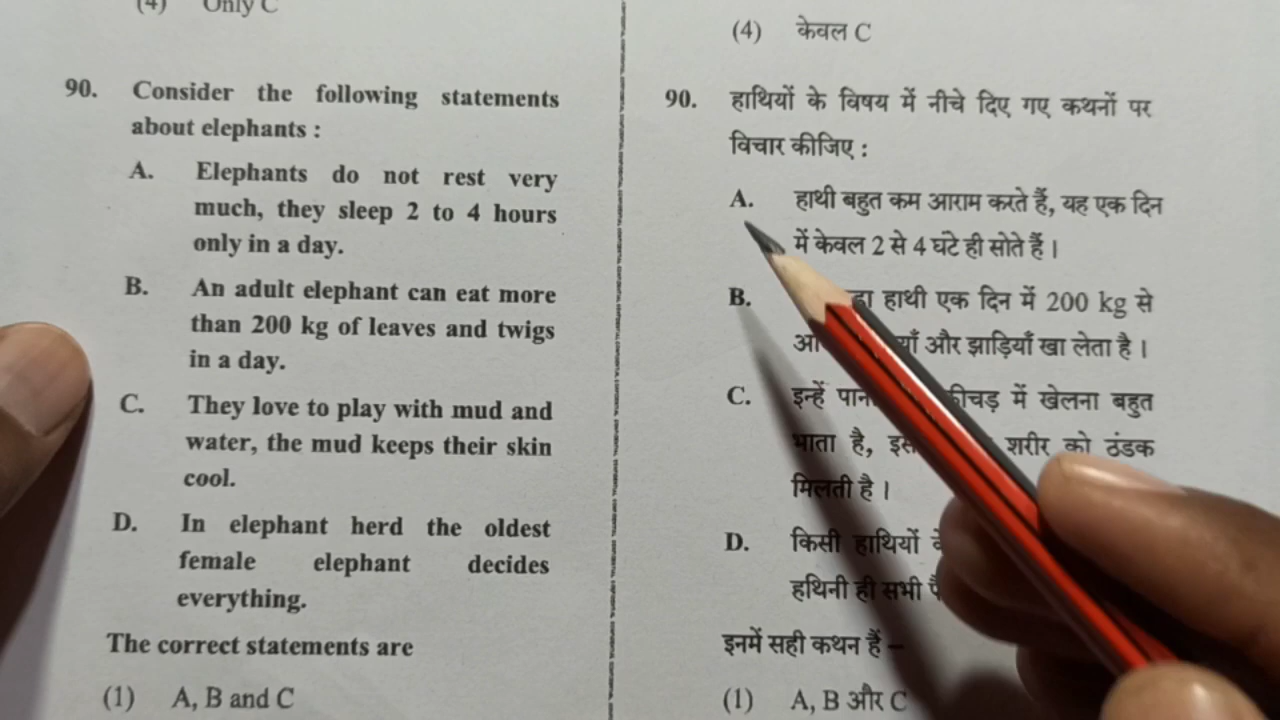 (4) Only C
90. Consider the following statements
about elephants :
A. Elephants do not rest very
much, they sleep 2 to 4 hours
only in a day.
B. An adult elephant can eat more
than 200 kg of leaves and twigs
in a day.
C. They love to play with mud and
water, the mud keeps their skin
cool.
D. In elephant herd the oldest
female elephant decides
everything.
The correct statements are
(1) A, B and C
(4) केवल C
90. हाथियों के विषय में नीचे दिए गए कथनों पर
विचार कीजिए :
A. हाथी बहुत कम आराम करते हैं, यह एक दिन
में केवल 2 से 4 घंटे ही सोते हैं ।
B. हाथी एक दिन में 200 kg से
और झाड़ियाँ खा लेता है ।
C. इन्हें में खेलना बहुत
भाता है, शरीर को ठंडक
मिलती है ।
D. किसी हाथियों
हथिनी ही सभी
इनमें सही कथन हैं –
(1) A, B और C